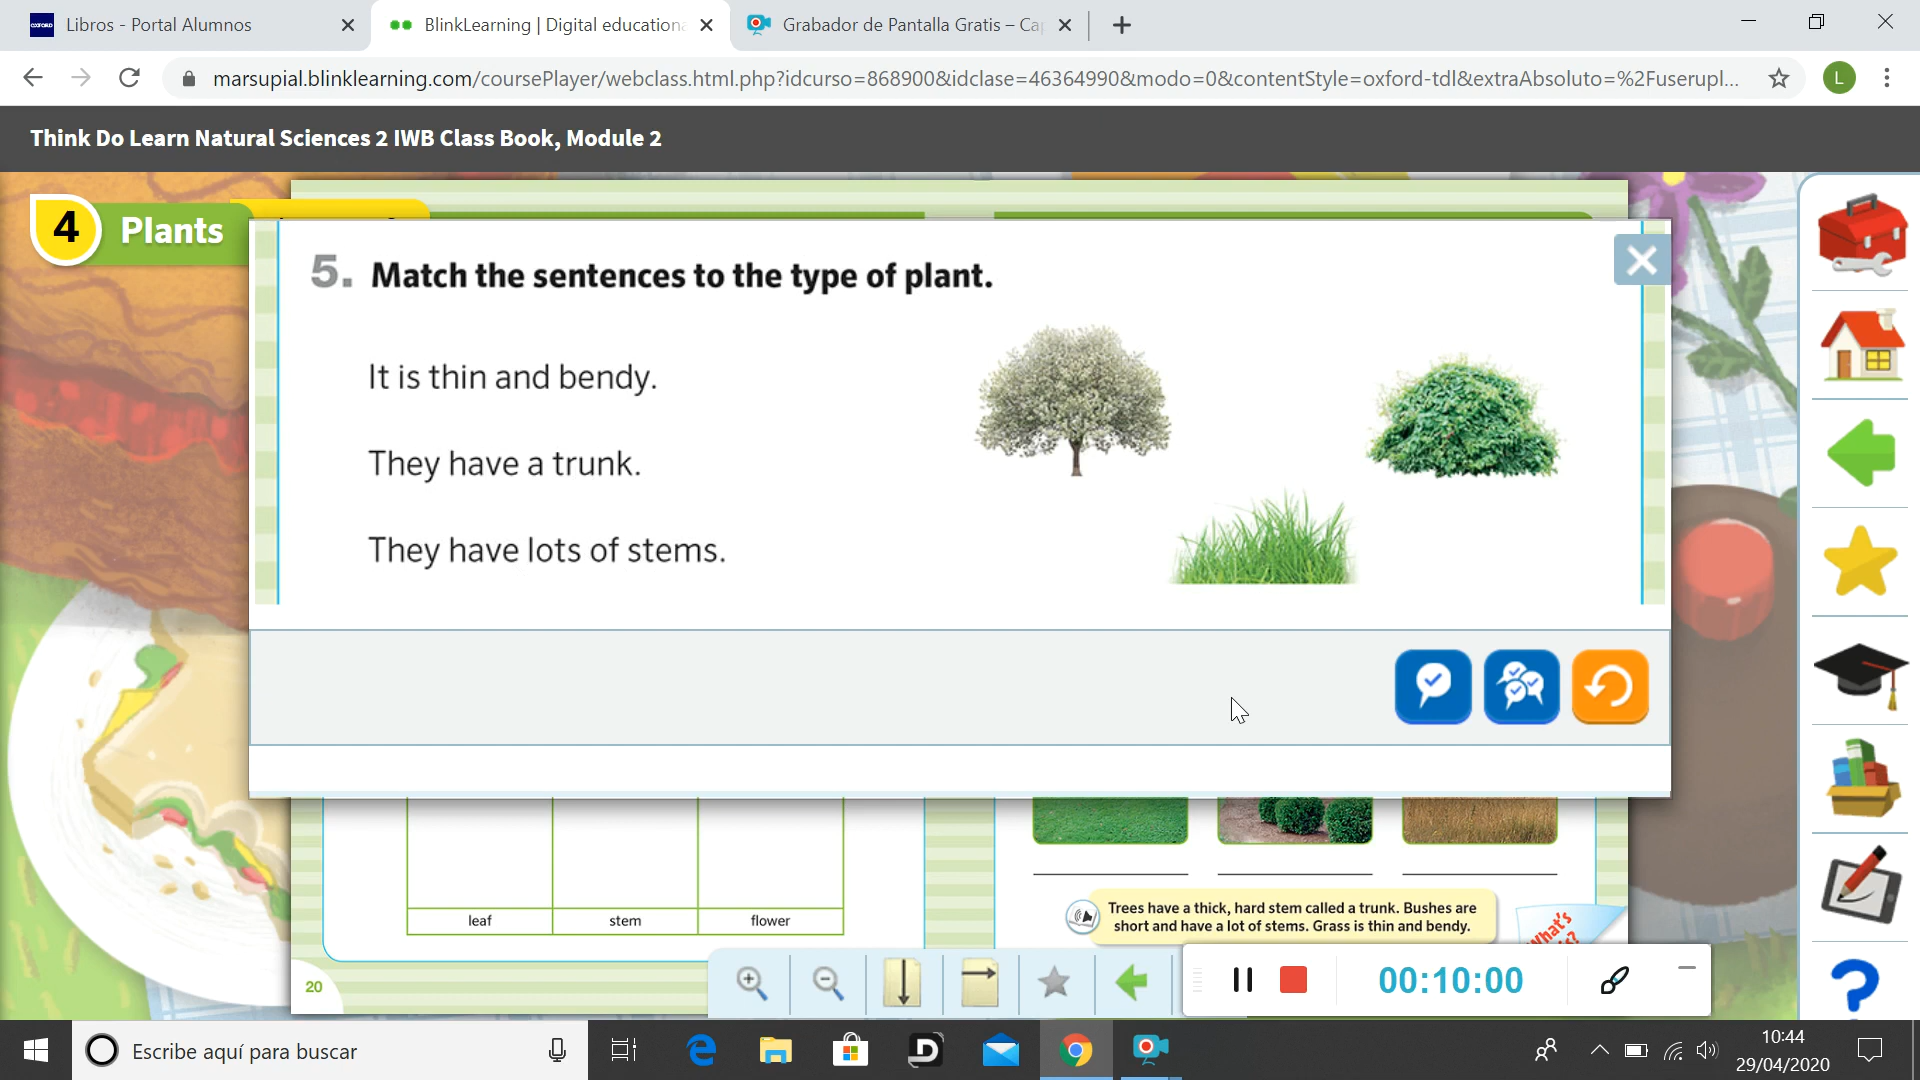 Libros - Portal Alumnos
BlinkLearning | Digital educationa
Grabador de Pantalla Gratis – Ca
marsupial.blinklearning.com/coursePlayer/webclass.html.php?idcurso=868900&idclase=46364990&modo=0&contentStyle=oxford-tdl&extraAbsoluto=%2Fuserupl...
L
Think Do Learn Natural Sciences 2 IWB Class Book, Module 2
4 Plants
5. Match the sentences to the type of plant.
It is thin and bendy.
They have a trunk.
They have lots of stems.
leaf stem flower
Trees have a thick, hard stem called a trunk. Bushes are
short and have a lot of stems. Grass is thin and bendy.
What's
20
00:10:00
Escribe aquí para buscar
10:44
29/04/2020